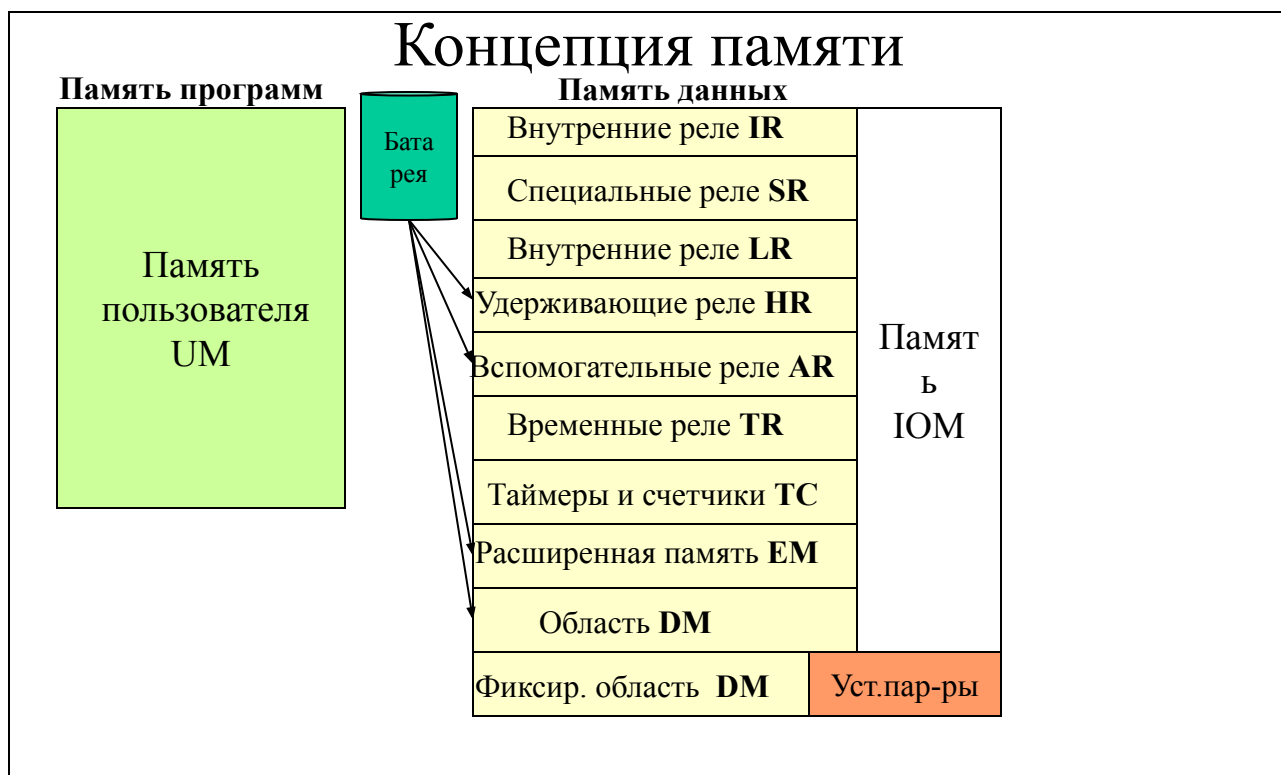 Концепция памяти
Память программ
Память данных
Память
пользователя
UM
Бата
рея
Внутренние реле IR
Специальные реле SR
Внутренние реле LR
Удерживающие реле HR
Вспомогательные реле AR
Временные реле TR
Таймеры и счетчики TC
Расширенная память EM
Область DM
Фиксир. область DM
Памят
ь
IOM
Уст.пар-ры